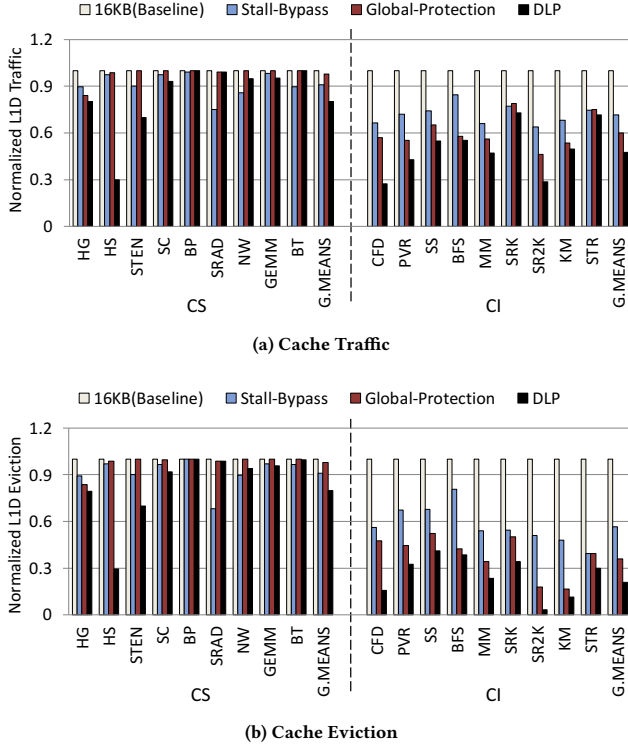 16KB(Baseline) Stall-Bypass Global-Protection DLP
Normalized L1D Traffic
1.2
0.9
0.6
0.3
0
HG HS STEN SC BP SRAD NW GEMM BT G.MEANS CFD PVR SS BFS MM SRK SR2K KM STR G.MEANS
CS CI
(a) Cache Traffic
16KB(Baseline) Stall-Bypass Global-Protection DLP
Normalized L1D Eviction
1.2
0.9
0.6
0.3
0
HG HS STEN SC BP SRAD NW GEMM BT G.MEANS CFD PVR SS BFS MM SRK SR2K KM STR G.MEANS
CS CI
(b) Cache Eviction